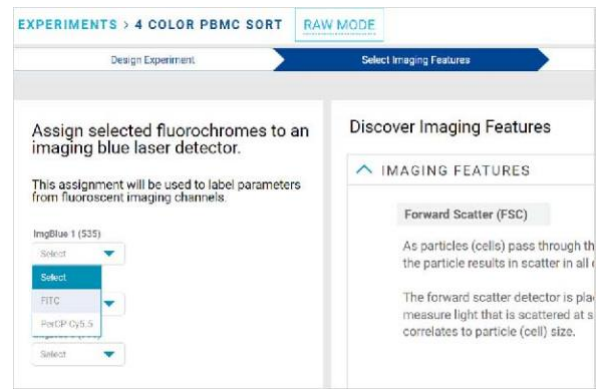 EXPERIMENTS > 4 COLOR PBMC SORT
RAW MODE
Design Experiment
Select Imaging Features
Assign selected fluorochromes to an
imaging blue laser detector.
This assignment will be used to label parameters
from fluoroscent imaging channels.
ImgBlue 1 (535)
Select
Select
FITC
PerCP-Cy5.5
Select
Discover Imaging Features
IMAGING FEATURES
Forward Scatter (FSC)
As particles (cells) pass through th
the particle results in scatter in all
The forward scatter detector is pla
measure light that is scattered at s
correlates to particle (cell) size.